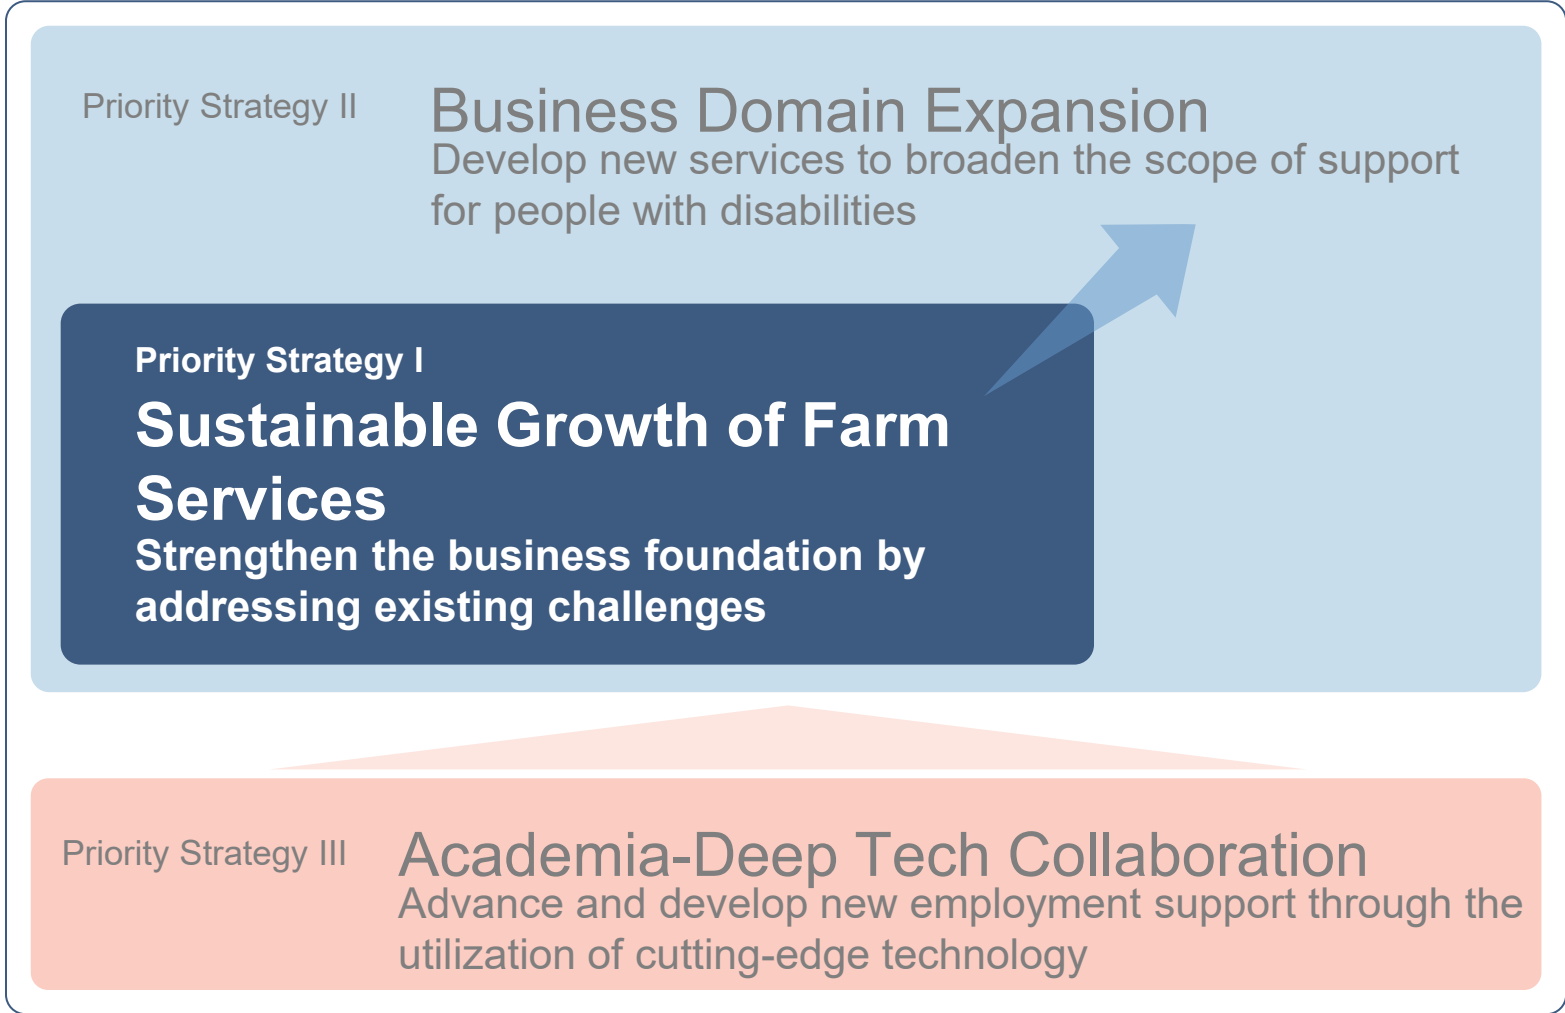 Priority Strategy II
Business Domain Expansion
Develop new services to broaden the scope of support
for people with disabilities
Priority Strategy I
Sustainable Growth of Farm
Services
Strengthen the business foundation by
addressing existing challenges
Priority Strategy III
Academia-Deep Tech Collaboration
Advance and develop new employment support through the
utilization of cutting-edge technology